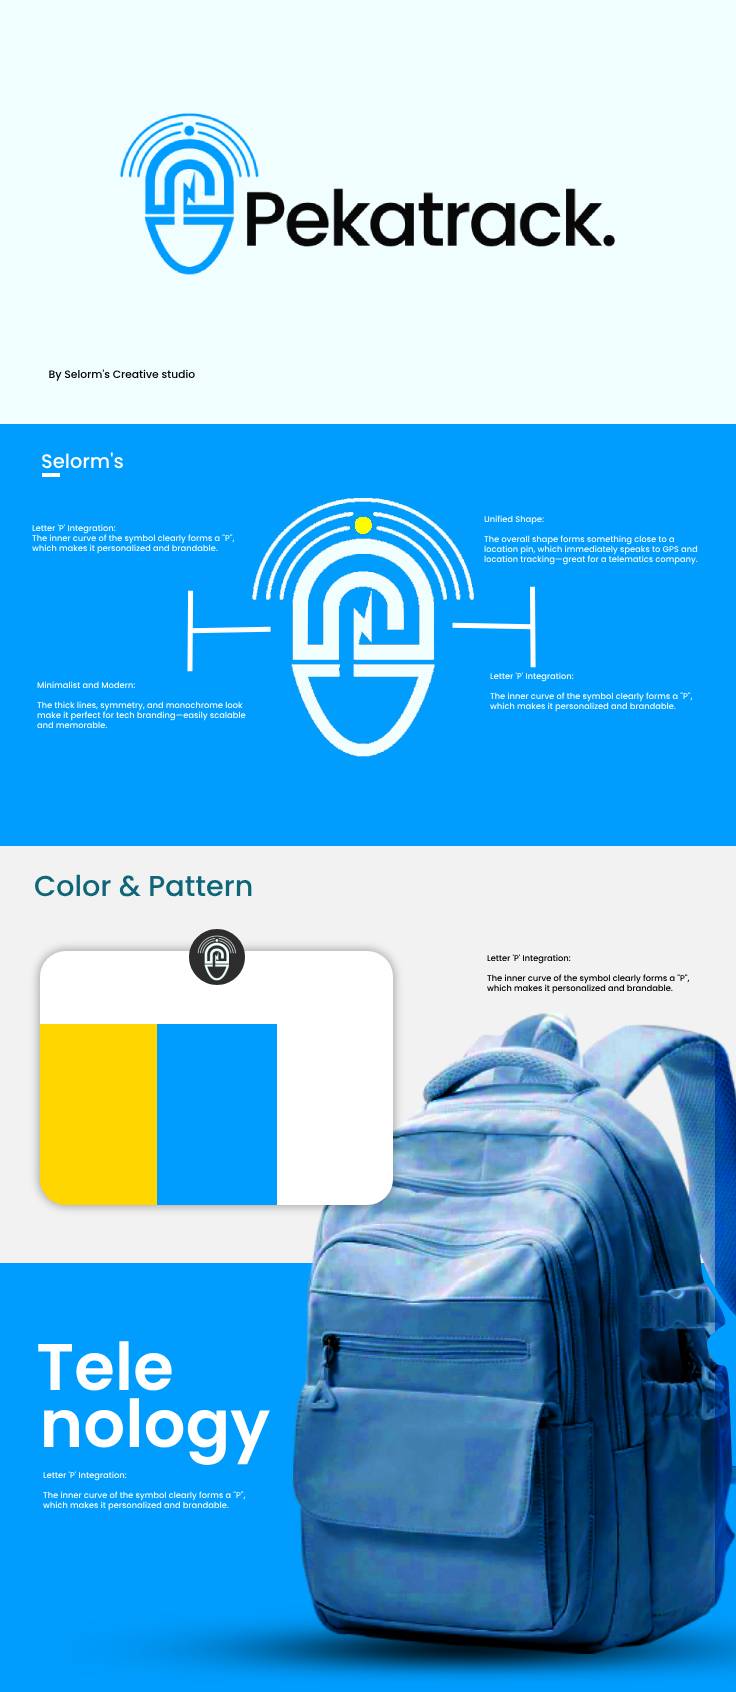 Pekatrack.
By Selorm's Creative studio
Selorm's
Letter 'P' Integration:
The inner curve of the symbol clearly forms a "P",
which makes it personalized and brandable.
Unified Shape:
The overall shape forms something close to a
location pin, which immediately speaks to GPS and
location tracking—great for a telematics company.
Minimalist and Modern:
The thick lines, symmetry, and monochrome look
make it perfect for tech branding—easily scalable
and memorable.
Letter 'P' Integration:
The inner curve of the symbol clearly forms a "P",
which makes it personalized and brandable.
Color & Pattern
Letter 'P' Integration:
The inner curve of the symbol clearly forms a "P",
which makes it personalized and brandable.
Tele
nology
Letter 'P' Integration:
The inner curve of the symbol clearly forms a "P",
which makes it personalized and brandable.